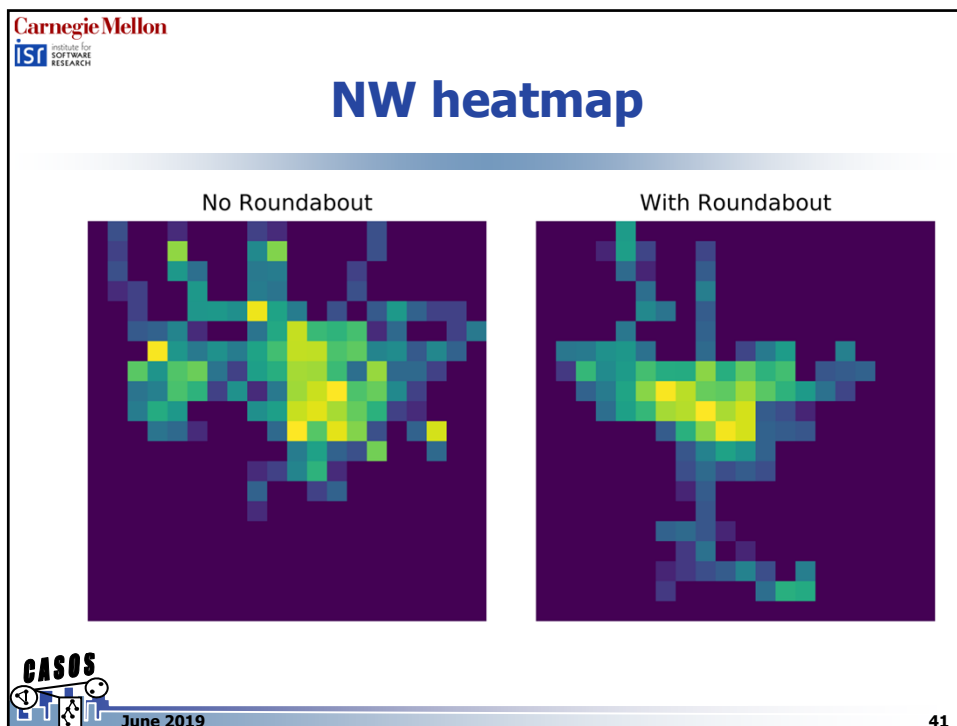 Carnegie Mellon
isr institute for
SOFTWARE
RESEARCH
NW heatmap
No Roundabout
With Roundabout
CASOS
June 2019
41